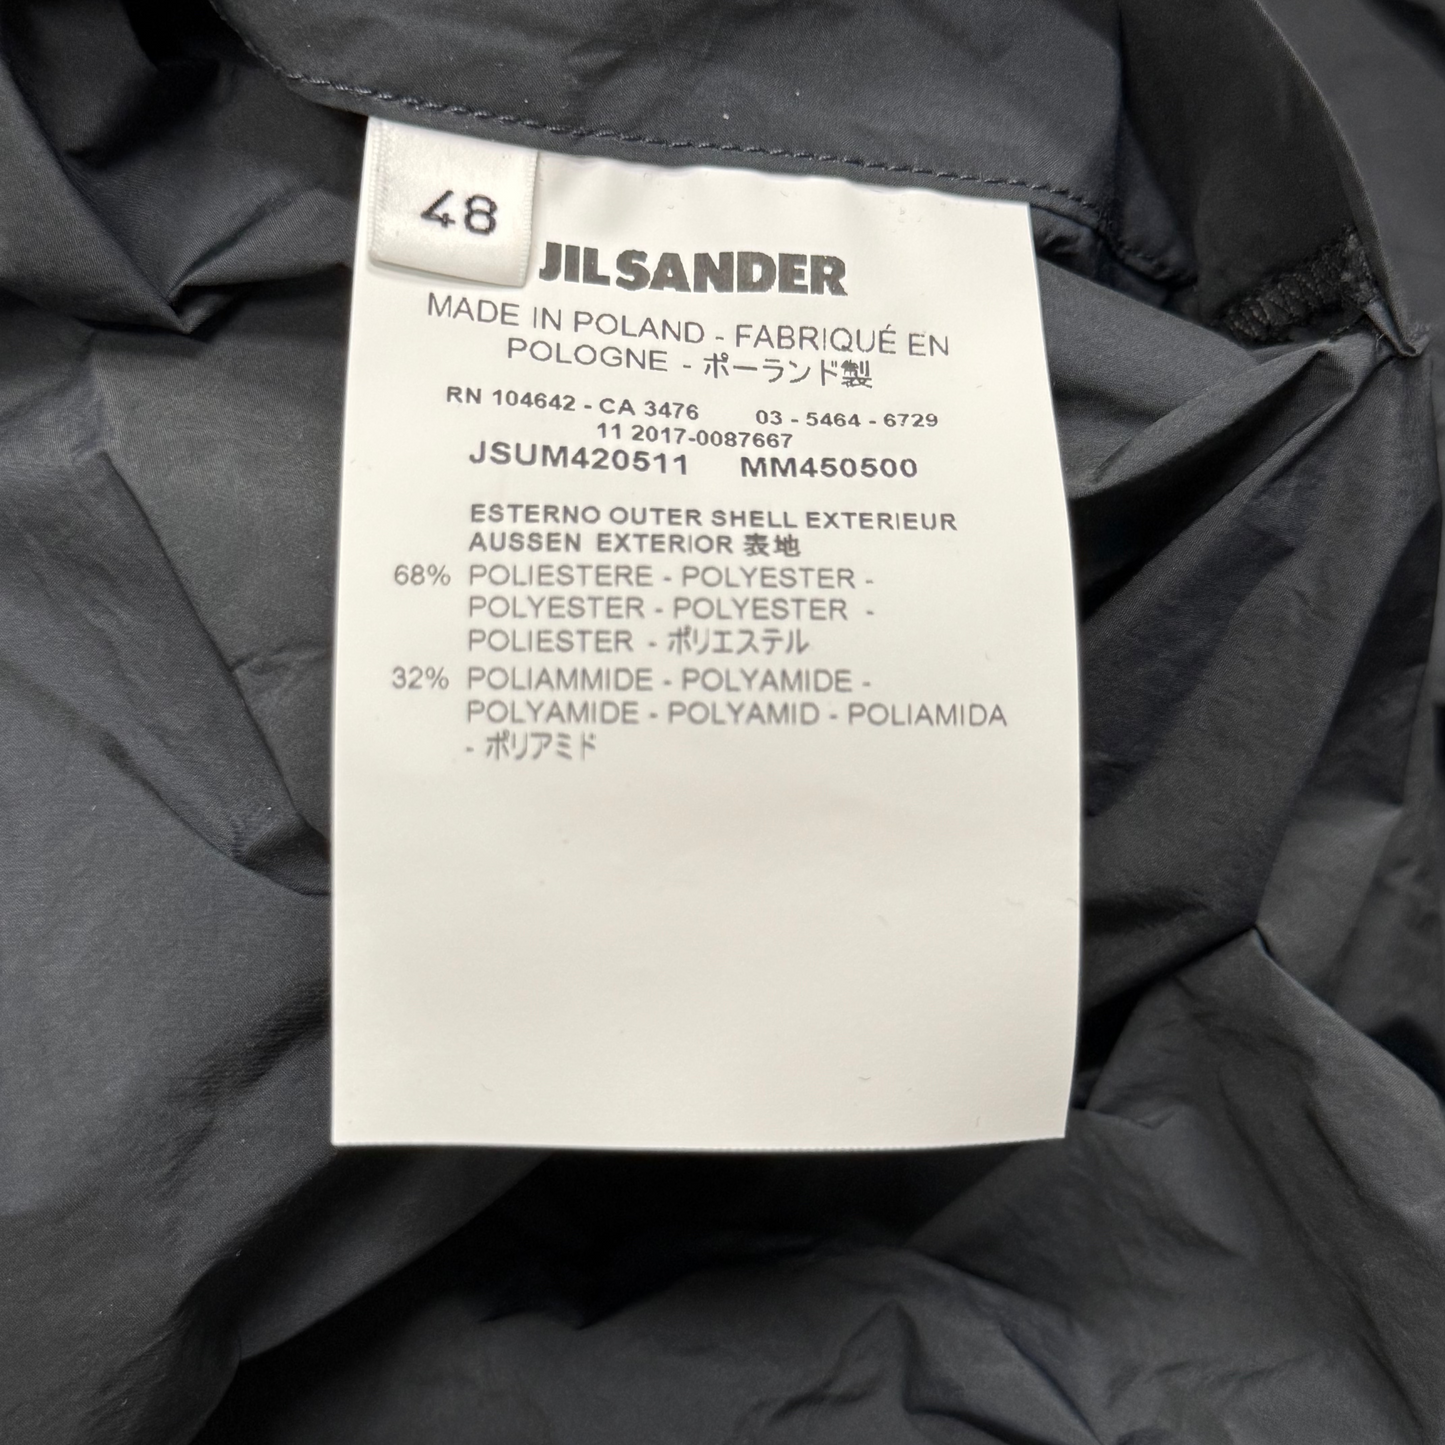 48
JIL SANDER
MADE IN POLAND - FABRIQUÉ EN
POLOGNE - ポーランド製
RN 104642 - CA 3476 03 - 5464 - 6729
11 2017-0087667
JSUM420511 MM450500
ESTERNO OUTER SHELL EXTERIEUR
AUSSEN EXTERIOR 表地
68% POLIESTERE - POLYESTER -
POLYESTER - POLYESTER -
POLIESTER - ポリエステル
32% POLIAMMIDE - POLYAMIDE -
POLYAMIDE - POLYAMID - POLIAMIDA
- ポリアミド